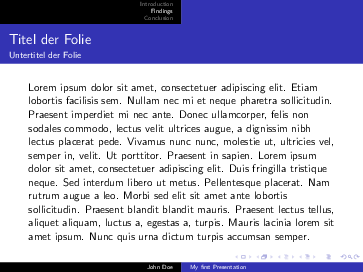 Introduction
Findings
Conclusion
Titel der Folie
Untertitel der Folie
Lorem ipsum dolor sit amet, consectetuer adipiscing elit. Etiam
lobortis facilisis sem. Nullam nec mi et neque pharetra sollicitudin.
Praesent imperdiet mi nec ante. Donec ullamcorper, felis non
sodales commodo, lectus velit ultrices augue, a dignissim nibh
lectus placerat pede. Vivamus nunc nunc, molestie ut, ultricies vel,
semper in, velit. Ut porttitor. Praesent in sapien. Lorem ipsum
dolor sit amet, consectetuer adipiscing elit. Duis fringilla tristique
neque. Sed interdum libero ut metus. Pellentesque placerat. Nam
rutrum augue a leo. Morbi sed elit sit amet ante lobortis
sollicitudin. Praesent blandit blandit mauris. Praesent lectus tellus,
aliquet aliquam, luctus a, egestas a, turpis. Mauris lacinia lorem sit
amet ipsum. Nunc quis urna dictum turpis accumsan semper.
John Doe
My first Presentation